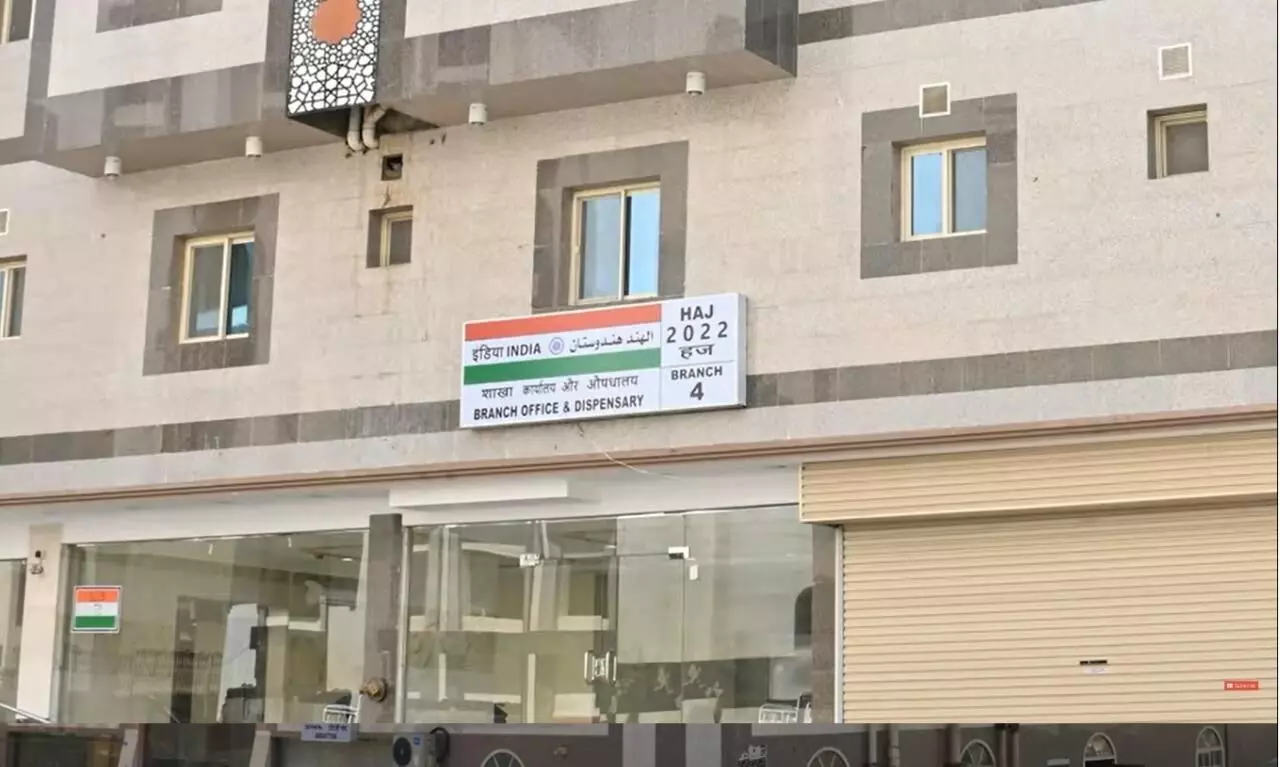 इंडिया INDIA الهند هندوستان
शाखा कार्यालय और औषधालय
BRANCH OFFICE & DISPENSARY
HAJ
2022
हज
BRANCH
4